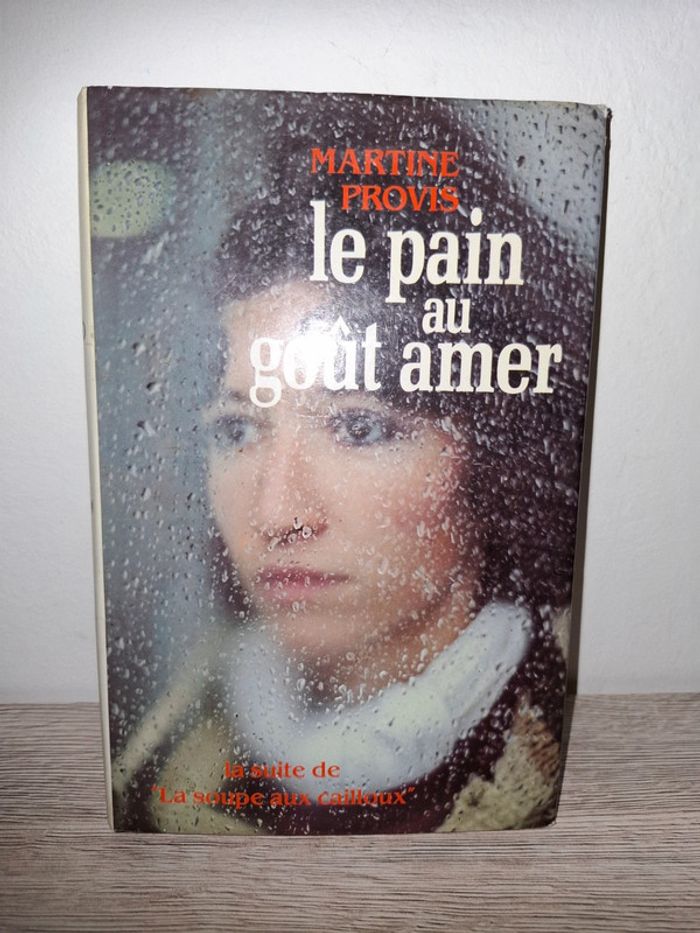 MARTINE
PROVIS
le pain
au
goût amer
la suite de
"La soupe aux cailloux"